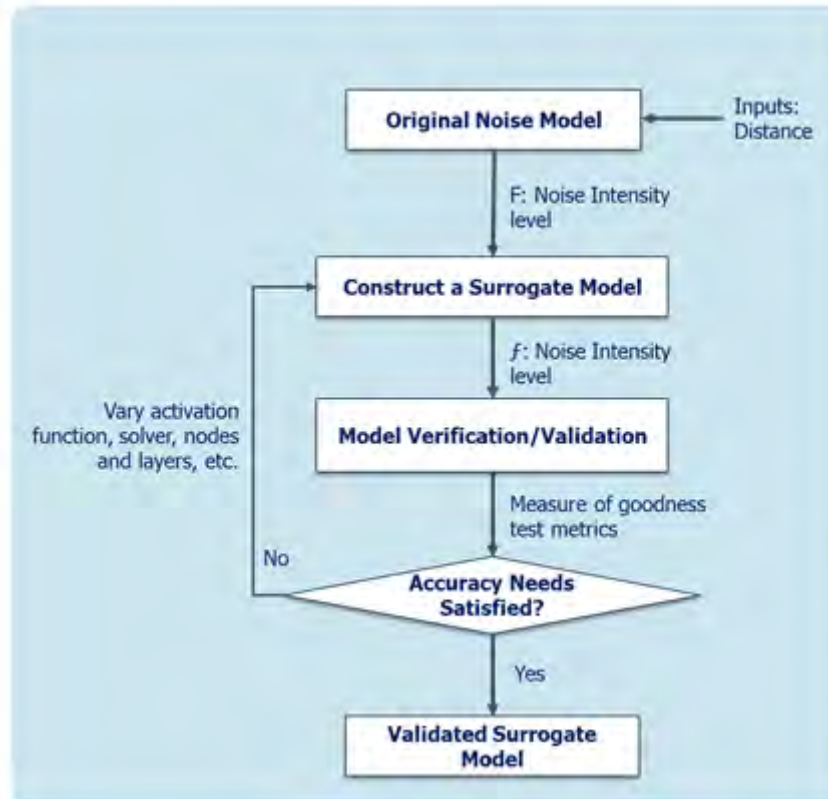 Original Noise Model
Inputs:
Distance
F: Noise Intensity
level
Construct a Surrogate Model
ƒ: Noise Intensity
level
Vary activation
function, solver, nodes
and layers, etc.
Model Verification/Validation
Measure of goodness
test metrics
No
Accuracy Needs
Satisfied?
Yes
Validated Surrogate
Model